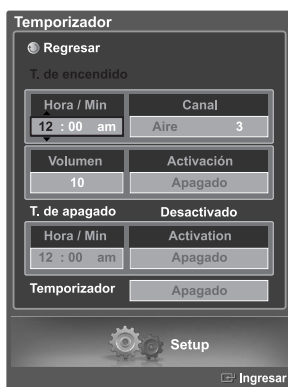 Temporizador
Regresar
T. de encendido
Hora / Min Canal
12 : 00 am Aire 3
Volumen Activación
10 Apagado
T. de apagado Desactivado
Hora / Min Activation
12 : 00 am Apagado
Temporizador Apagado
Setup
Ingresar